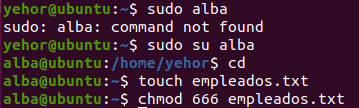 yehor@ubuntu:~$ sudo alba
sudo: alba: command not found
yehor@ubuntu:~$ sudo su alba
alba@ubuntu:/home/yehor$ cd
alba@ubuntu:~$ touch empleados.txt
alba@ubuntu:~$ chmod 666 empleados.txt